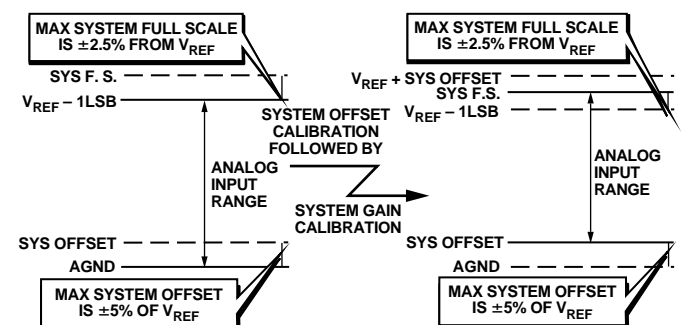 MAX SYSTEM FULL SCALE
IS ±2.5% FROM VREF
SYS F. S.
VREF – 1LSB
ANALOG
INPUT
RANGE
SYS OFFSET
AGND
MAX SYSTEM OFFSET
IS ±5% OF VREF
SYSTEM OFFSET
CALIBRATION
FOLLOWED BY
SYSTEM GAIN
CALIBRATION
MAX SYSTEM FULL SCALE
IS ±2.5% FROM VREF
VREF + SYS OFFSET
SYS F.S.
VREF – 1LSB
ANALOG
INPUT
RANGE
SYS OFFSET
AGND
MAX SYSTEM OFFSET
IS ±5% OF VREF